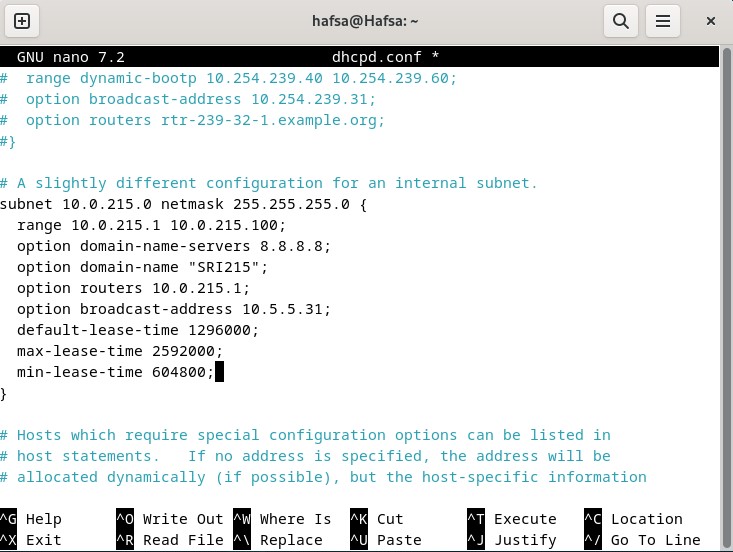 hafsa@Hafsa: ~
GNU nano 7.2 dhcpd.conf *
#  range dynamic-bootp 10.254.239.40 10.254.239.60;
#  option broadcast-address 10.254.239.31;
#  option routers rtr-239-32-1.example.org;
#}
# A slightly different configuration for an internal subnet.
subnet 10.0.215.0 netmask 255.255.255.0 {
  range 10.0.215.1 10.0.215.100;
  option domain-name-servers 8.8.8.8;
  option domain-name "SRI215";
  option routers 10.0.215.1;
  option broadcast-address 10.5.5.31;
  default-lease-time 1296000;
  max-lease-time 2592000;
  min-lease-time 604800;
}
# Hosts which require special configuration options can be listed in
# host statements.   If no address is specified, the address will be
# allocated dynamically (if possible), but the host-specific information
^G Help ^O Write Out ^W Where Is ^K Cut ^T Execute ^C Location
^X Exit ^R Read File ^\ Replace ^U Paste ^J Justify ^/ Go To Line